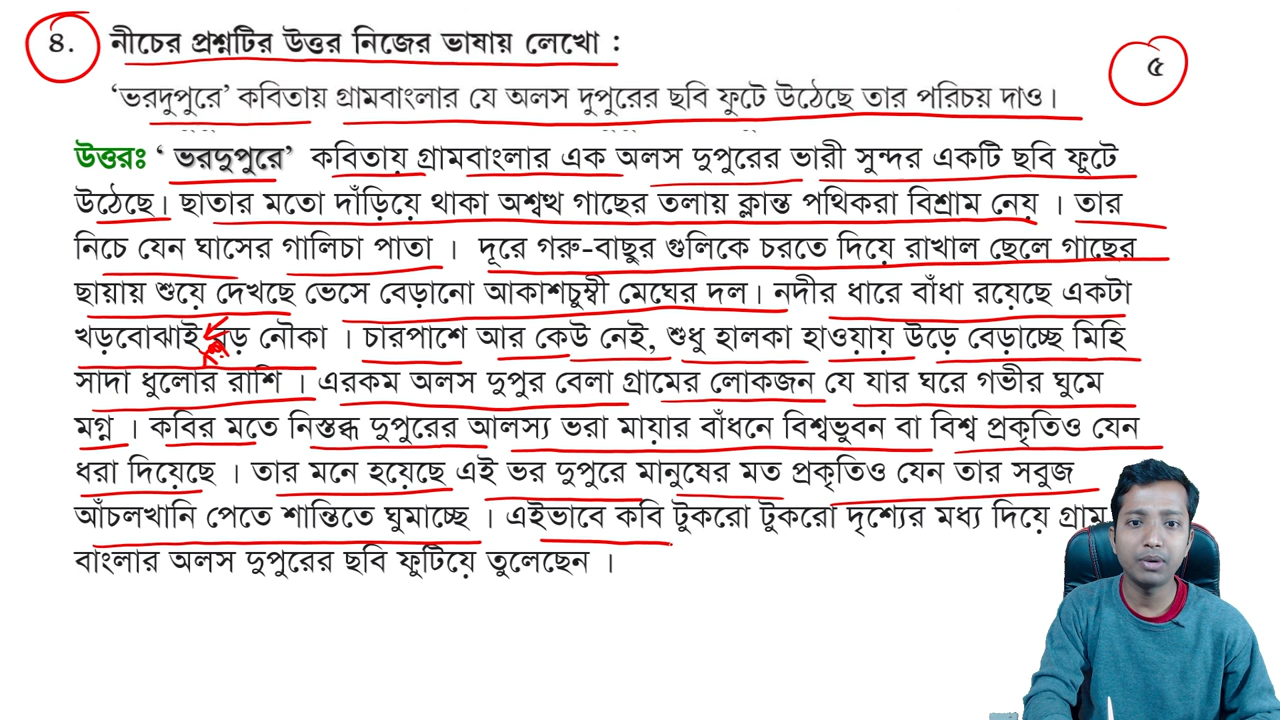 ৪. নীচের প্রশ্নটির উত্তর নিজের ভাষায় লেখো :
৫
‘ভরদুপুরে’ কবিতায় গ্রামবাংলার যে অলস দুপুরের ছবি ফুটে উঠেছে তার পরিচয় দাও।
উত্তরঃ ‘ ভরদুপুরে’ কবিতায় গ্রামবাংলার এক অলস দুপুরের ভারী সুন্দর একটি ছবি ফুটে
উঠেছে। ছাতার মতো দাঁড়িয়ে থাকা অশ্বত্থ গাছের তলায় ক্লান্ত পথিকরা বিশ্রাম নেয় । তার
নিচে যেন ঘাসের গালিচা পাতা । দূরে গরু-বাছুর গুলিকে চরতে দিয়ে রাখাল ছেলে গাছের
ছায়ায় শুয়ে দেখছে ভেসে বেড়ানো আকাশচুম্বী মেঘের দল। নদীর ধারে বাঁধা রয়েছে একটা
খড়বোঝাই বড় নৌকা । চারপাশে আর কেউ নেই, শুধু হালকা হাওয়ায় উড়ে বেড়াচ্ছে মিহি
সাদা ধুলোর রাশি । এরকম অলস দুপুর বেলা গ্রামের লোকজন যে যার ঘরে গভীর ঘুমে
মগ্ন । কবির মতে নিস্তব্ধ দুপুরের আলস্য ভরা মায়ার বাঁধনে বিশ্বভুবন বা বিশ্ব প্রকৃতিও যেন
ধরা দিয়েছে । তার মনে হয়েছে এই ভর দুপুরে মানুষের মত প্রকৃতিও যেন তার সবুজ
আঁচলখানি পেতে শান্তিতে ঘুমাচ্ছে । এইভাবে কবি টুকরো টুকরো দৃশ্যের মধ্য দিয়ে গ্রাম
বাংলার অলস দুপুরের ছবি ফুটিয়ে তুলেছেন ।